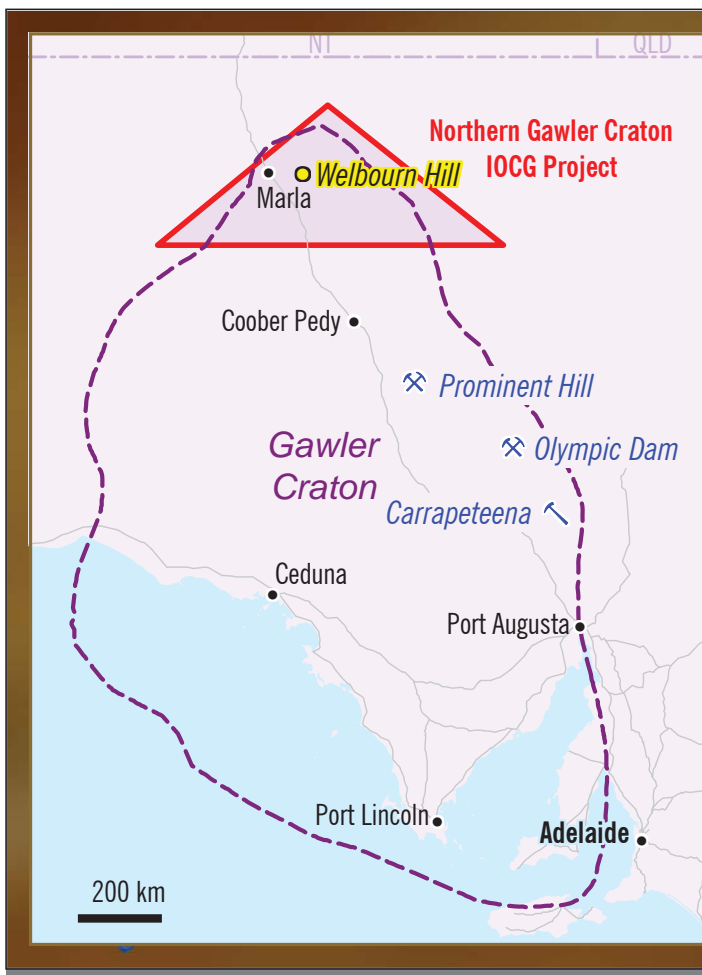 NT
QLD
Northern Gawler Craton
IOCG Project
Welbourn Hill
Marla
Coober Pedy
Prominent Hill
Gawler
Craton
Olympic Dam
Carrapeteena
Ceduna
Port Augusta
Port Lincoln
Adelaide
200 km